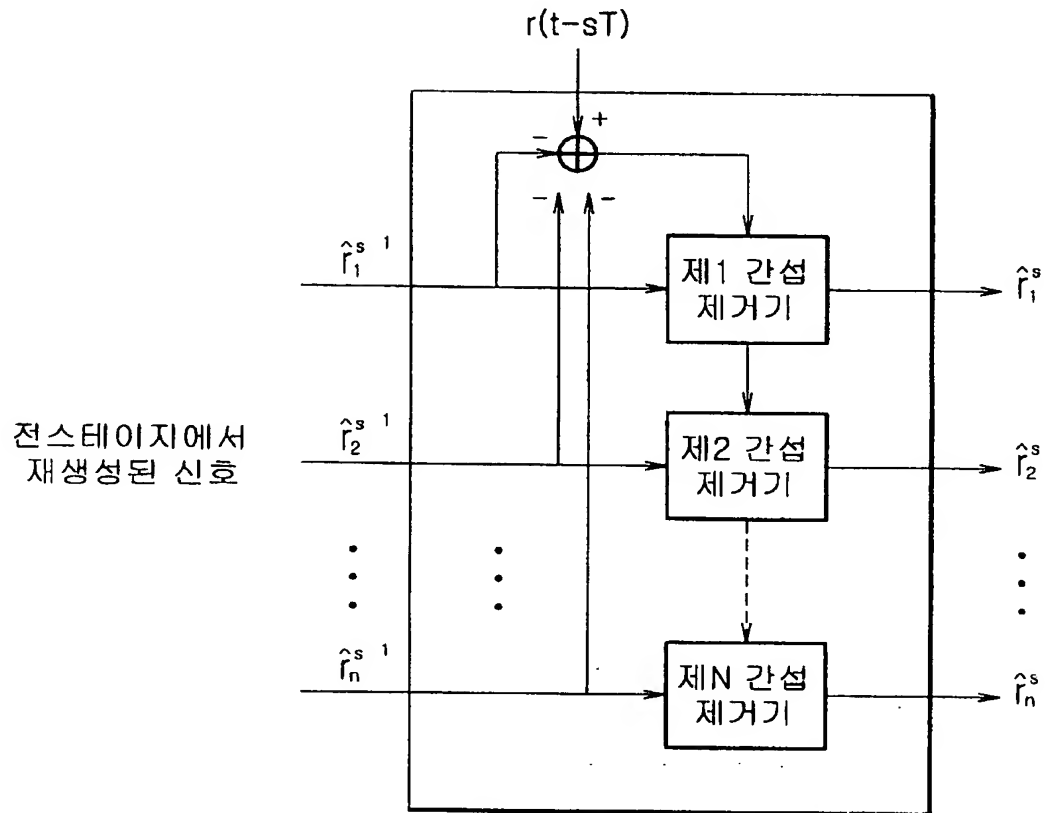 r(t-sT)
+
-
- -
r̂₁ˢ ¹
제1 간섭
제거기
r̂₁ˢ
전스테이지에서
재생성된 신호
r̂₂ˢ ¹
제2 간섭
제거기
r̂₂ˢ
r̂ₙˢ ¹
제N 간섭
제거기
r̂ₙˢ